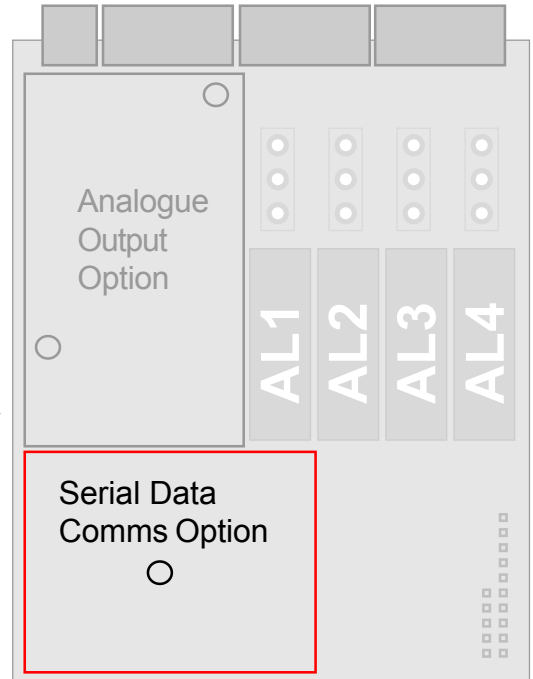 Analogue
Output
Option
AL1
AL2
AL3
AL4
Serial Data
Comms Option